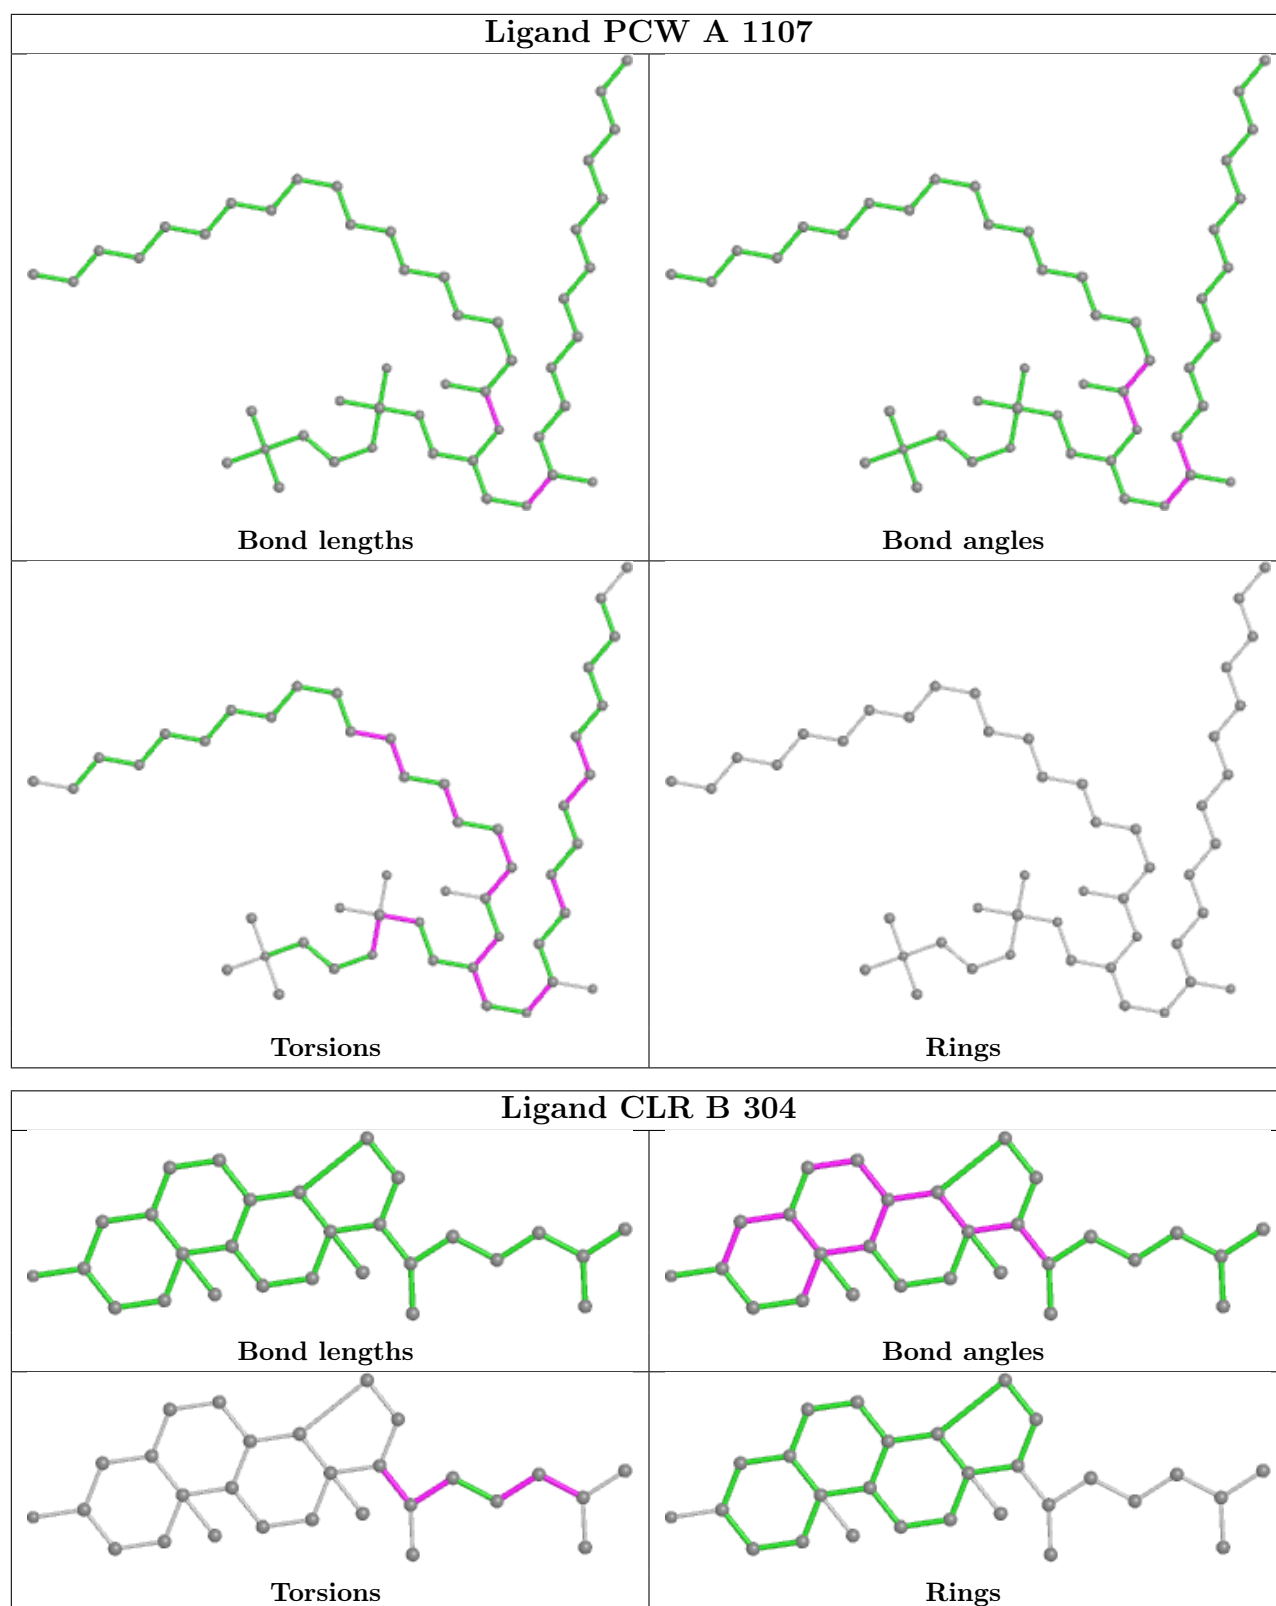 Ligand PCW A 1107
Bond lengths
Bond angles
Torsions
Rings
Ligand CLR B 304
Bond lengths
Bond angles
Torsions
Rings